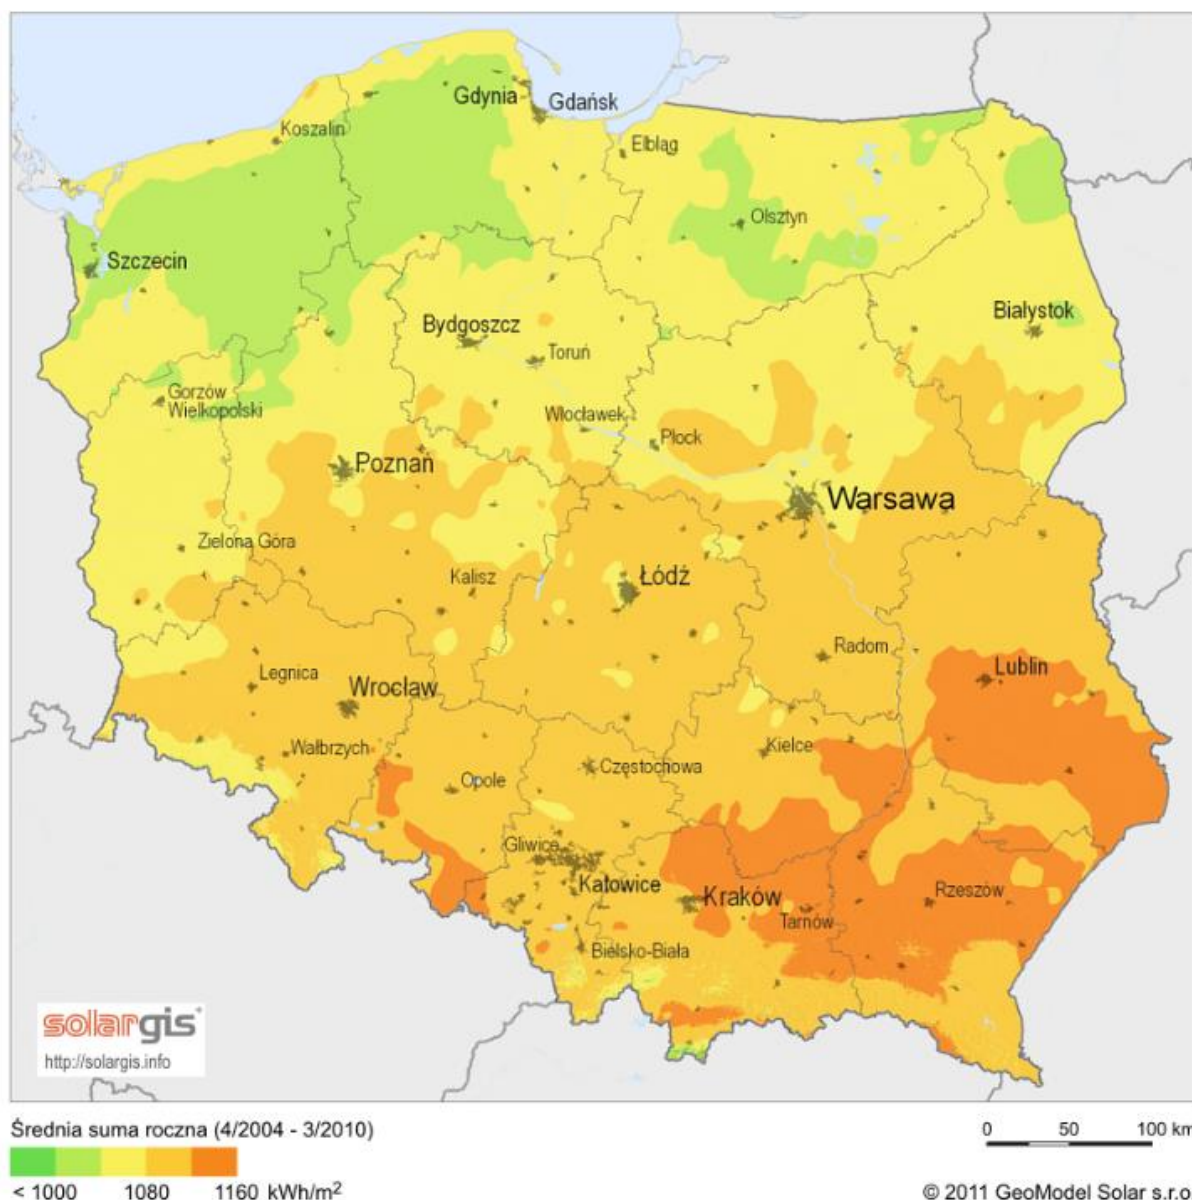 Gdynia
Gdańsk
Koszalin
Elbląg
Olsztyn
Szczecin
Białystok
Bydgoszcz
Toruń
Gorzów
Wielkopolski
Włocławek
Płock
Poznań
Warsawa
Zielona Góra
Kalisz
Łódź
Radom
Legnica
Lublin
Wrocław
Wałbrzych
Kielce
Opole
Częstochowa
Gliwice
Katowice
Kraków
Rzeszów
Tarnów
Bielsko-Biała
solargis
http://solargis.info
Średnia suma roczna (4/2004 - 3/2010)
0 50 100 km
< 1000 1080 1160 kWh/m²
© 2011 GeoModel Solar s.r.o